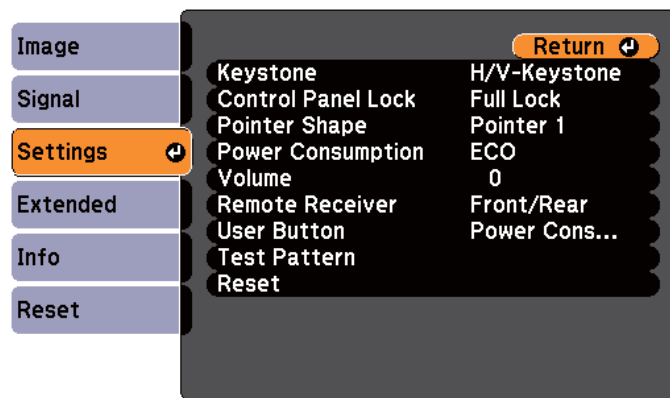 Image
Signal
Settings
Extended
Info
Reset
Return
Keystone H/V-Keystone
Control Panel Lock Full Lock
Pointer Shape Pointer 1
Power Consumption ECO
Volume 0
Remote Receiver Front/Rear
User Button Power Cons...
Test Pattern
Reset